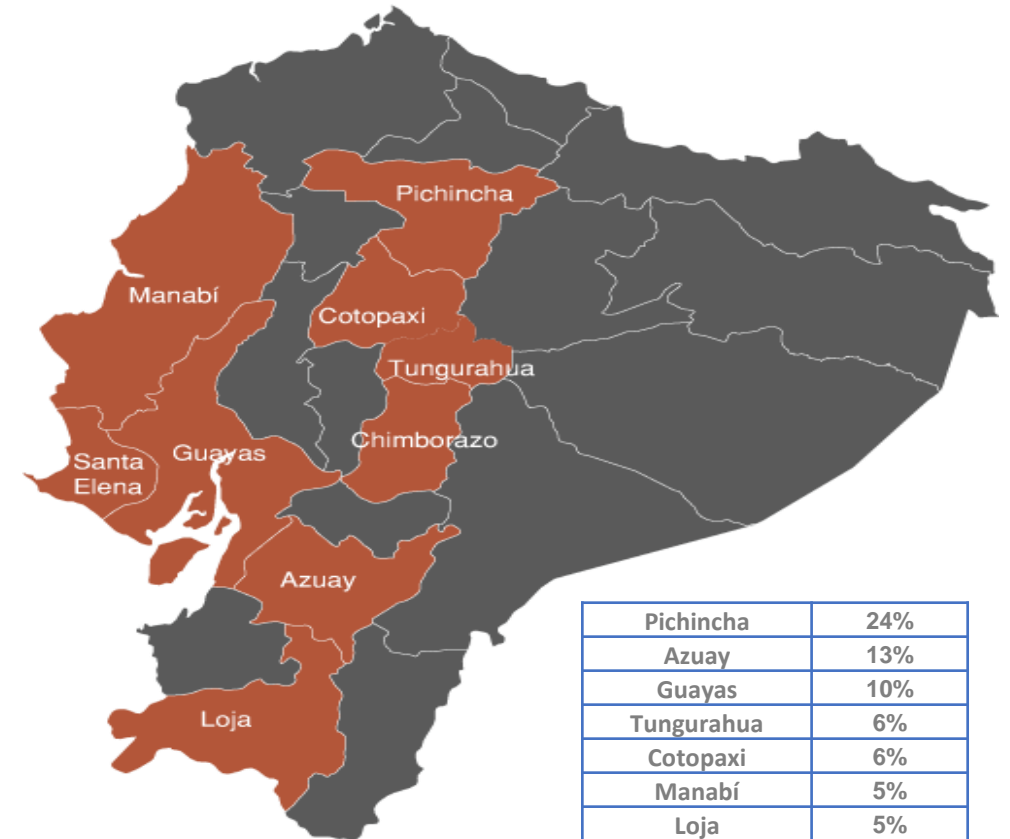 Pichincha
Manabí
Cotopaxi
Tungurahua
Chimborazo
Guayas
Santa
Elena
Azuay
Loja
Pichincha 24%
Azuay 13%
Guayas 10%
Tungurahua 6%
Cotopaxi 6%
Manabí 5%
Loja 5%